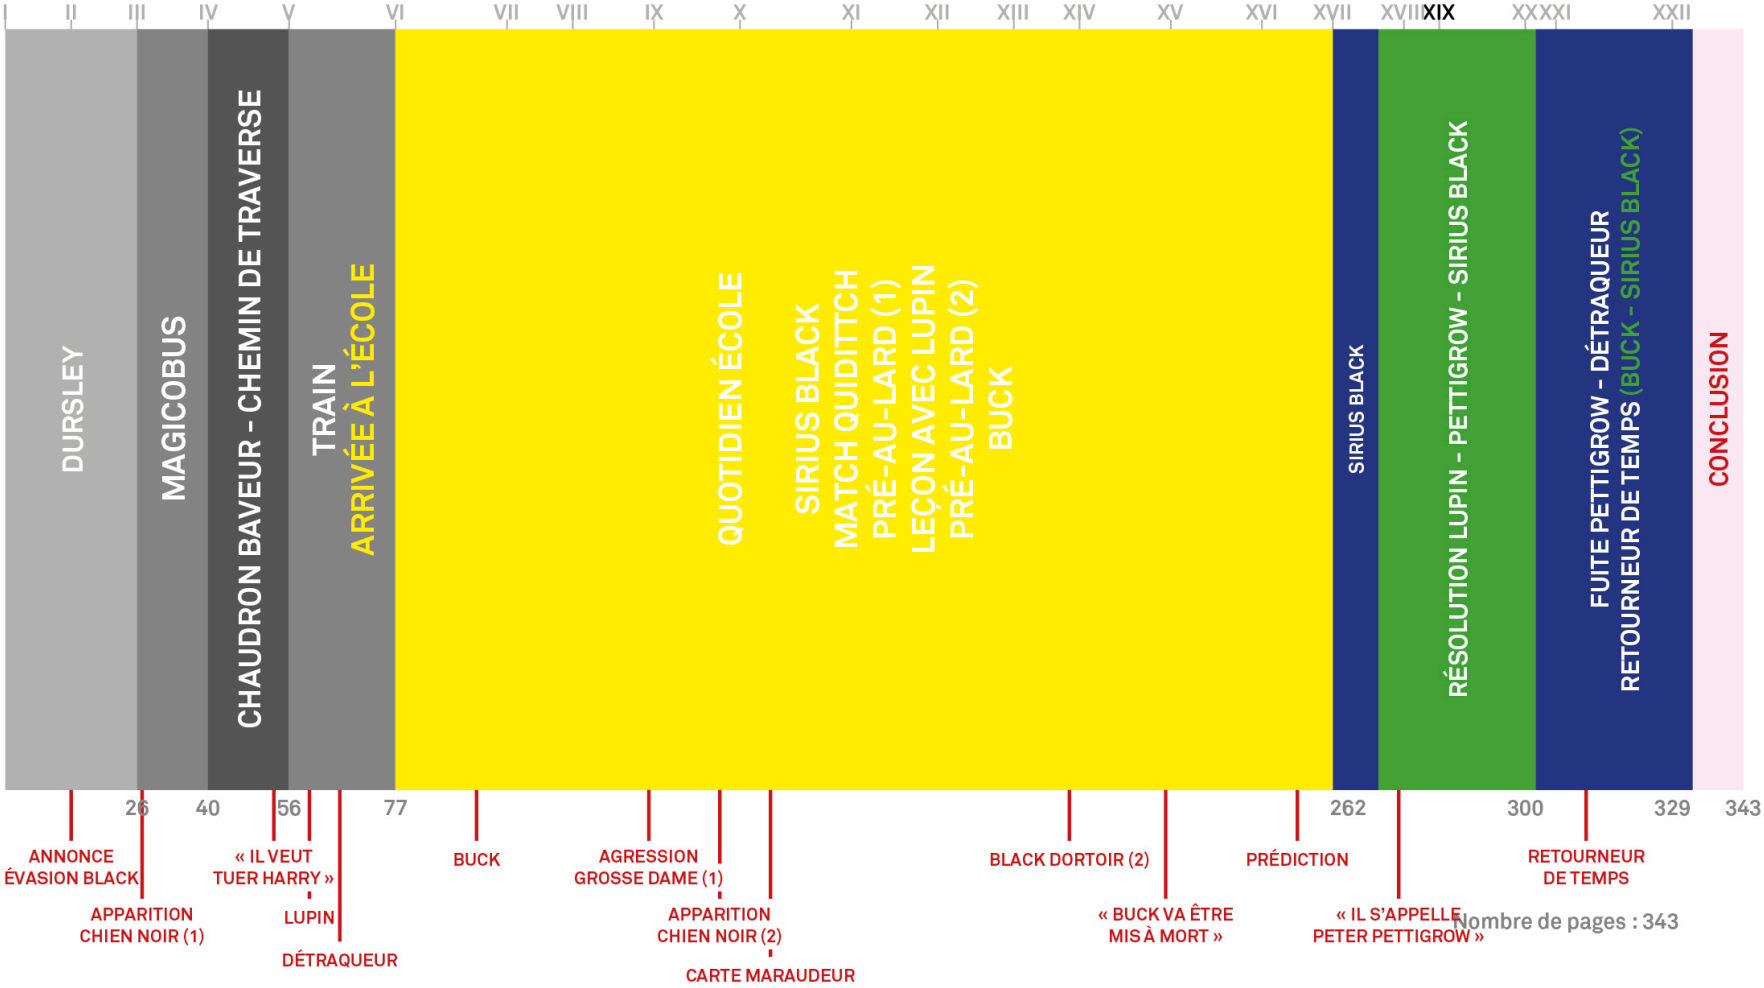 I II III IV V VI VII VIII IX X XI XII XIII XIV XV XVI XVII XVIII XIX XX XXI XXII
DURSLEY
MAGICOBUS
CHAUDRON BAVEUR - CHEMIN DE TRAVERSE
TRAIN
ARRIVÉE À L'ÉCOLE
QUOTIDIEN ÉCOLE
SIRIUS BLACK
MATCH QUIDITTCH
PRÉ-AU-LARD (1)
LEÇON AVEC LUPIN
PRÉ-AU-LARD (2)
BUCK
SIRIUS BLACK
RÉSOLUTION LUPIN - PETTIGROW - SIRIUS BLACK
FUITE PETTIGROW - DÉTRAQUEUR
RETOURNEUR DE TEMPS (BUCK - SIRIUS BLACK)
CONCLUSION
26 40 56 77 262 300 329 343
ANNONCE
ÉVASION BLACK
APPARITION
CHIEN NOIR (1)
« IL VEUT
TUER HARRY »
LUPIN
DÉTRAQUEUR
BUCK
AGRESSION
GROSSE DAME (1)
APPARITION
CHIEN NOIR (2)
CARTE MARAUDEUR
BLACK DORTOIR (2)
« BUCK VA ÊTRE
MIS À MORT »
PRÉDICTION
« IL S'APPELLE
PETER PETTIGROW »
RETOURNEUR
DE TEMPS
Nombre de pages : 343